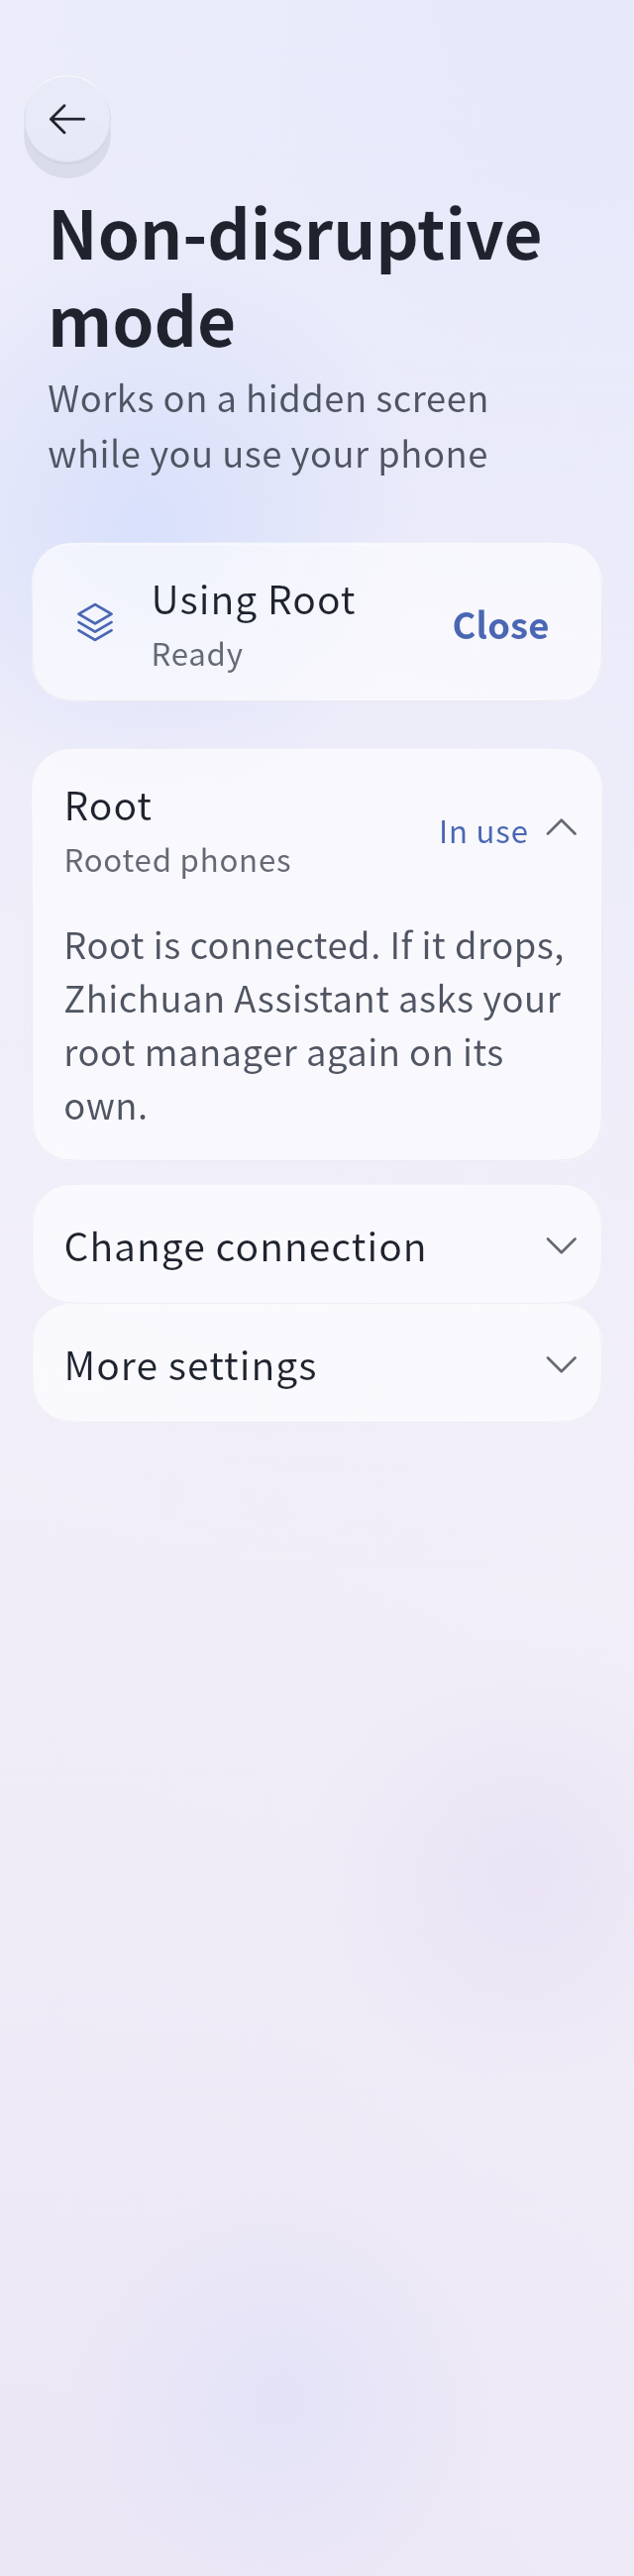 Non-disruptive
mode
Works on a hidden screen
while you use your phone
Using Root
Ready
Close
Root
Rooted phones
In use
Root is connected. If it drops,
Zhichuan Assistant asks your
root manager again on its
own.
Change connection
More settings